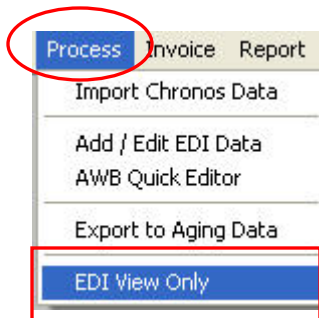 Process Invoice Report
Import Chronos Data
Add / Edit EDI Data
AWB Quick Editor
Export to Aging Data
EDI View Only